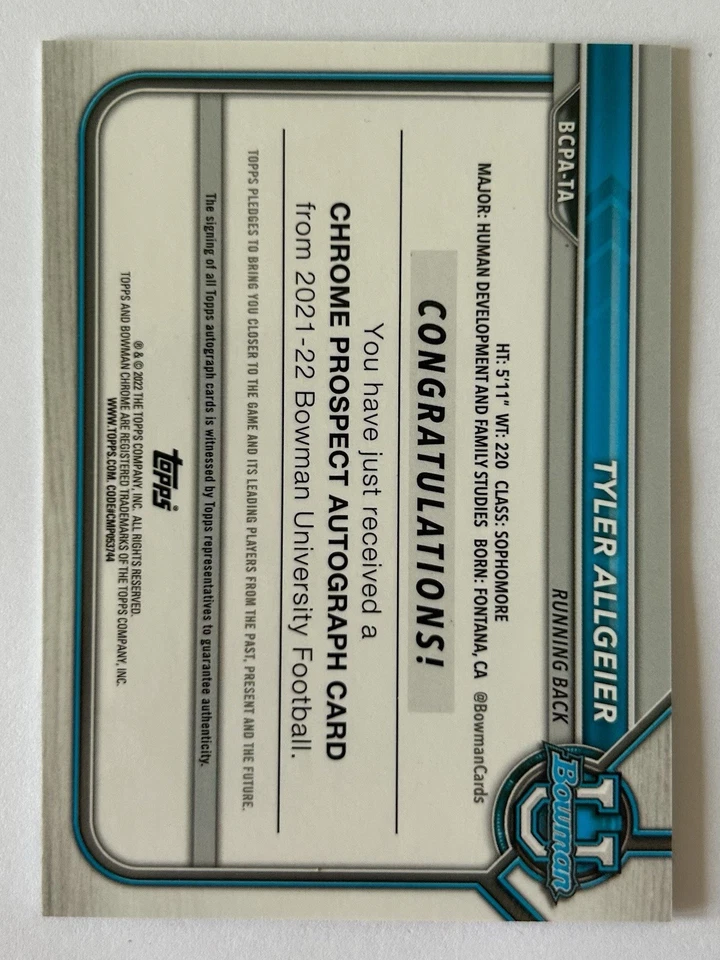 TYLER ALLGEIER
BCPA-TA
RUNNING BACK
Bowman U
HT: 5'11" WT: 220 CLASS: SOPHOMORE
MAJOR: HUMAN DEVELOPMENT AND FAMILY STUDIES BORN: FONTANA, CA @BowmanCards
CONGRATULATIONS!
You have just received a
CHROME PROSPECT AUTOGRAPH CARD
from 2021-22 Bowman University Football.
TOPPS PLEDGES TO BRING YOU CLOSER TO THE GAME AND ITS LEADING PLAYERS FROM THE PAST, PRESENT AND THE FUTURE.
The signing of all Topps autograph cards is witnessed by Topps representatives to guarantee authenticity.
topps®
® & © 2022 THE TOPPS COMPANY, INC. ALL RIGHTS RESERVED.
TOPPS AND BOWMAN CHROME ARE REGISTERED TRADEMARKS OF THE TOPPS COMPANY, INC.
WWW.TOPPS.COM. CODE#CMP053744